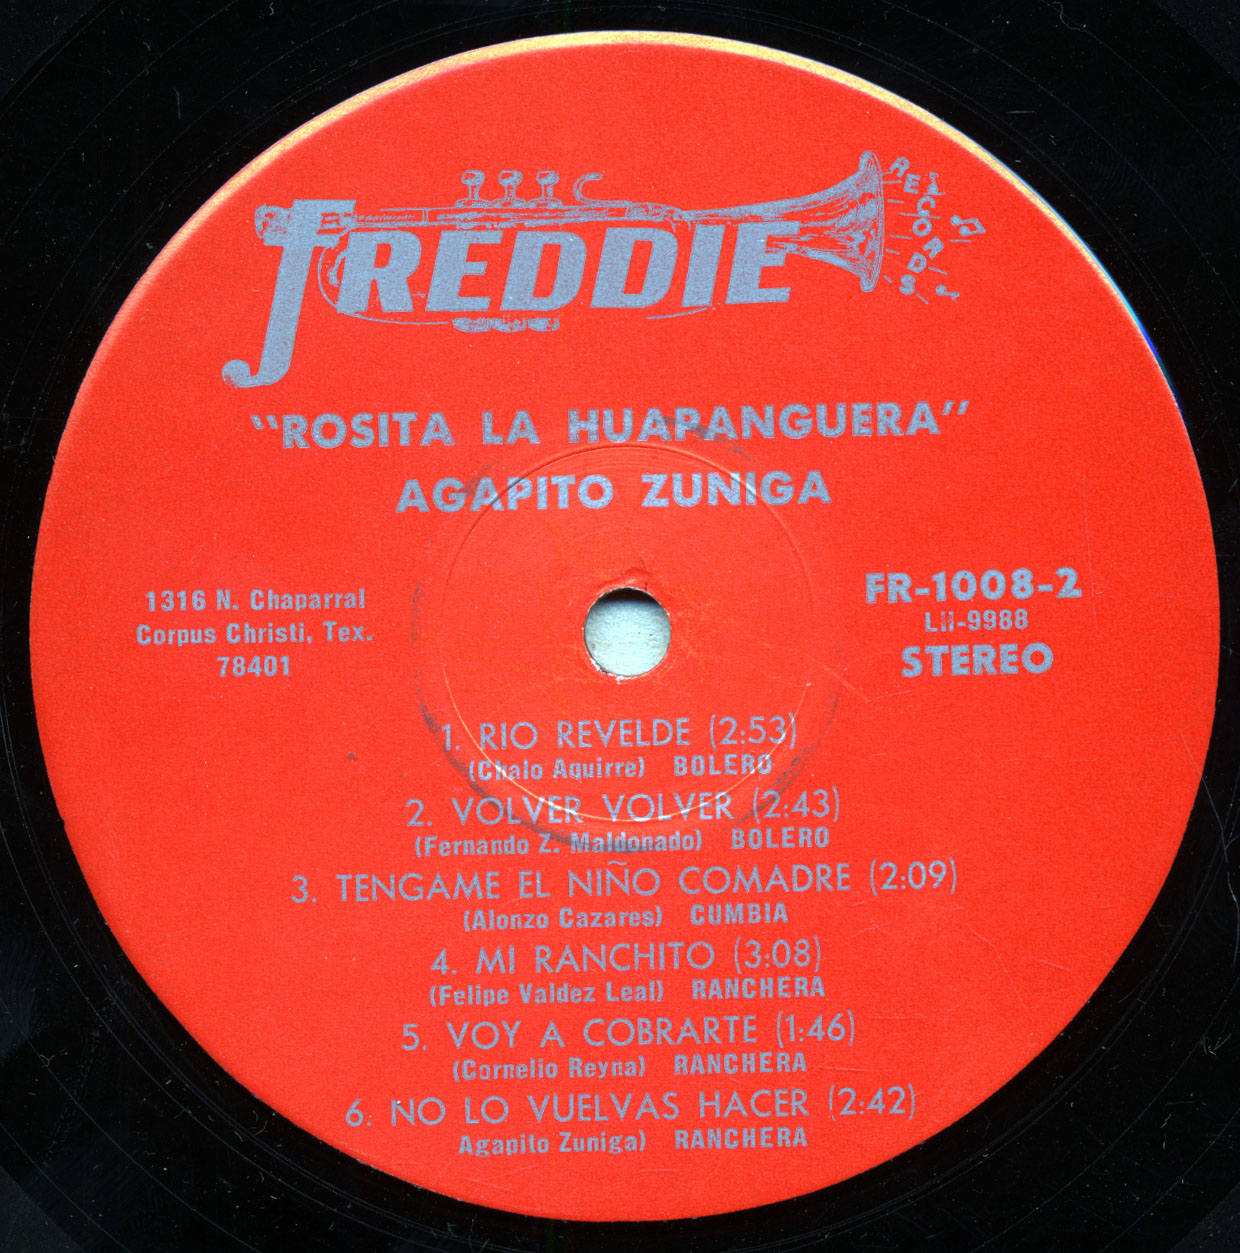 FREDDIE RECORDS
"ROSITA LA HUAPANGUERA"
AGAPITO ZUNIGA
1316 N. Chaparral
Corpus Christi, Tex.
78401
FR-1008-2
LH-9988
STEREO
1. RIO REVELDE (2:53)
(Chalo Aquirre) BOLERO
2. VOLVER VOLVER (2:43)
(Fernando Z. Maldonado) BOLERO
3. TENGAME EL NIÑO COMADRE (2:09)
(Alonzo Cazares) CUMBIA
4. MI RANCHITO (3:08)
(Felipe Valdez Leal) RANCHERA
5. VOY A COBRARTE (1:46)
(Cornelio Reyna) RANCHERA
6. NO LO VUELVAS HACER (2:42)
Agapito Zuniga) RANCHERA